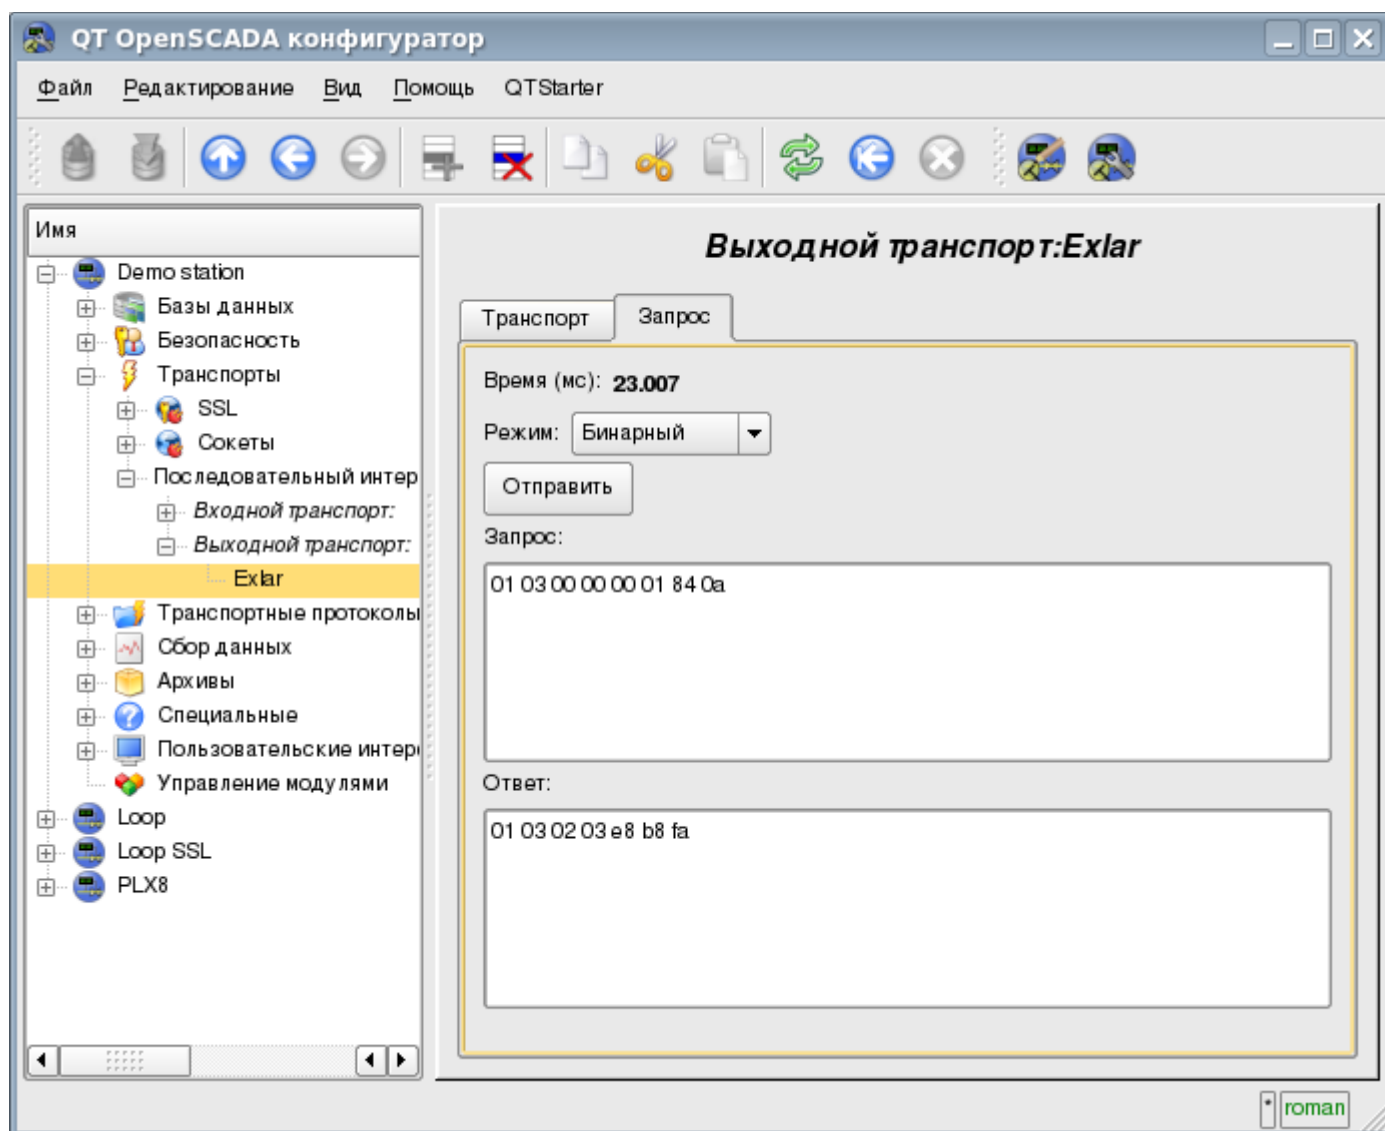 QT OpenSCADA конфигуратор
Файл Редактирование Вид Помощь QTStarter
Имя
Demo station
Базы данных
Безопасность
Транспорты
SSL
Сокеты
Последовательный интер
Входной транспорт:
Выходной транспорт:
Exlar
Транспортные протоколы
Сбор данных
Архивы
Специальные
Пользовательские интер
Управление модулями
Loop
Loop SSL
PLX8
Выходной транспорт:Exlar
Транспорт Запрос
Время (мс): 23.007
Режим: Бинарный
Отправить
Запрос:
01 03 00 00 00 01 84 0a
Ответ:
01 03 02 03 e8 b8 fa
* roman